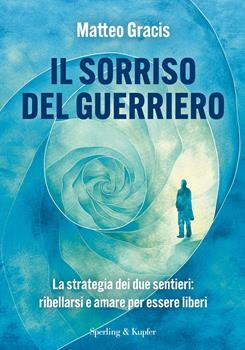 Matteo Gracis
IL SORRISO
DEL GUERRIERO
La strategia dei due sentieri:
ribellarsi e amare per essere liberi
Sperling & Kupfer